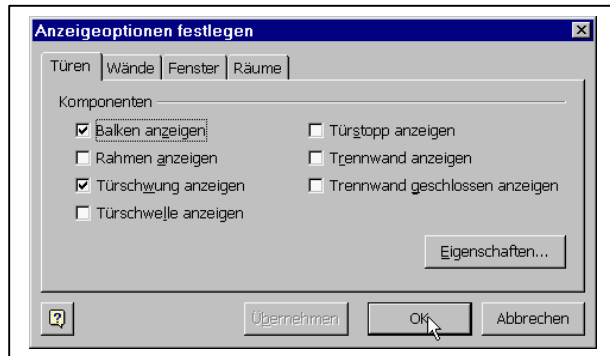 Anzeigeoptionen festlegen
Türen Wände Fenster Räume
Komponenten
Balken anzeigen
Rahmen anzeigen
Türschwung anzeigen
Türschwelle anzeigen
Türstopp anzeigen
Trennwand anzeigen
Trennwand geschlossen anzeigen
Eigenschaften...
Übernehmen OK Abbrechen